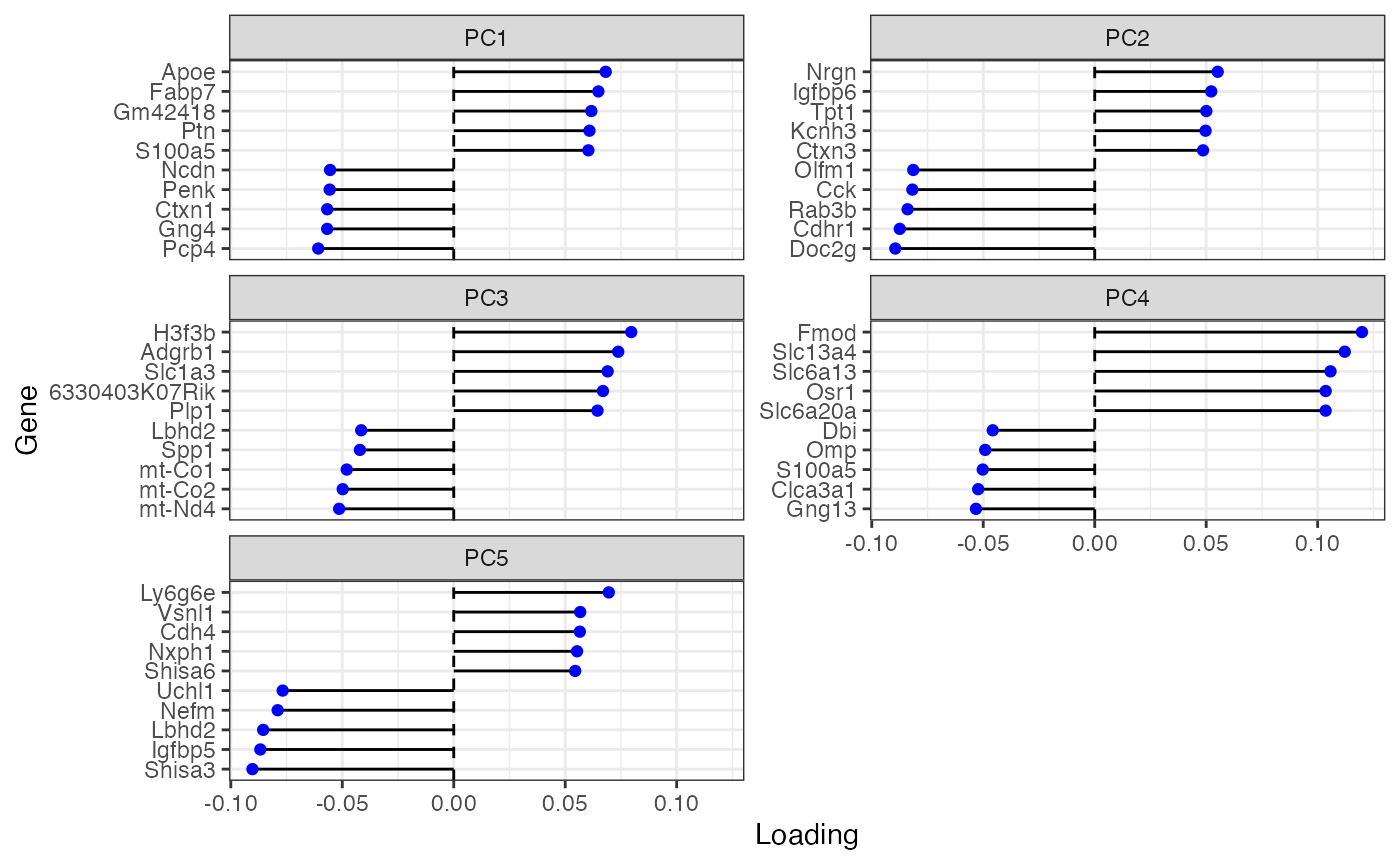 PC1
Apoe
Fabp7
Gm42418
Ptn
S100a5
Ncdn
Penk
Ctxn1
Gng4
Pcp4
PC2
Nrgn
Igfbp6
Tpt1
Kcnh3
Ctxn3
Olfm1
Cck
Rab3b
Cdhr1
Doc2g
PC3
H3f3b
Adgrb1
Slc1a3
6330403K07Rik
Plp1
Lbhd2
Spp1
mt-Co1
mt-Co2
mt-Nd4
PC4
Fmod
Slc13a4
Slc6a13
Osr1
Slc6a20a
Dbi
Omp
S100a5
Clca3a1
Gng13
-0.10 -0.05 0.00 0.05 0.10
PC5
Ly6g6e
Vsnl1
Cdh4
Nxph1
Shisa6
Uchl1
Nefm
Lbhd2
Igfbp5
Shisa3
-0.10 -0.05 0.00 0.05 0.10
Gene
Loading